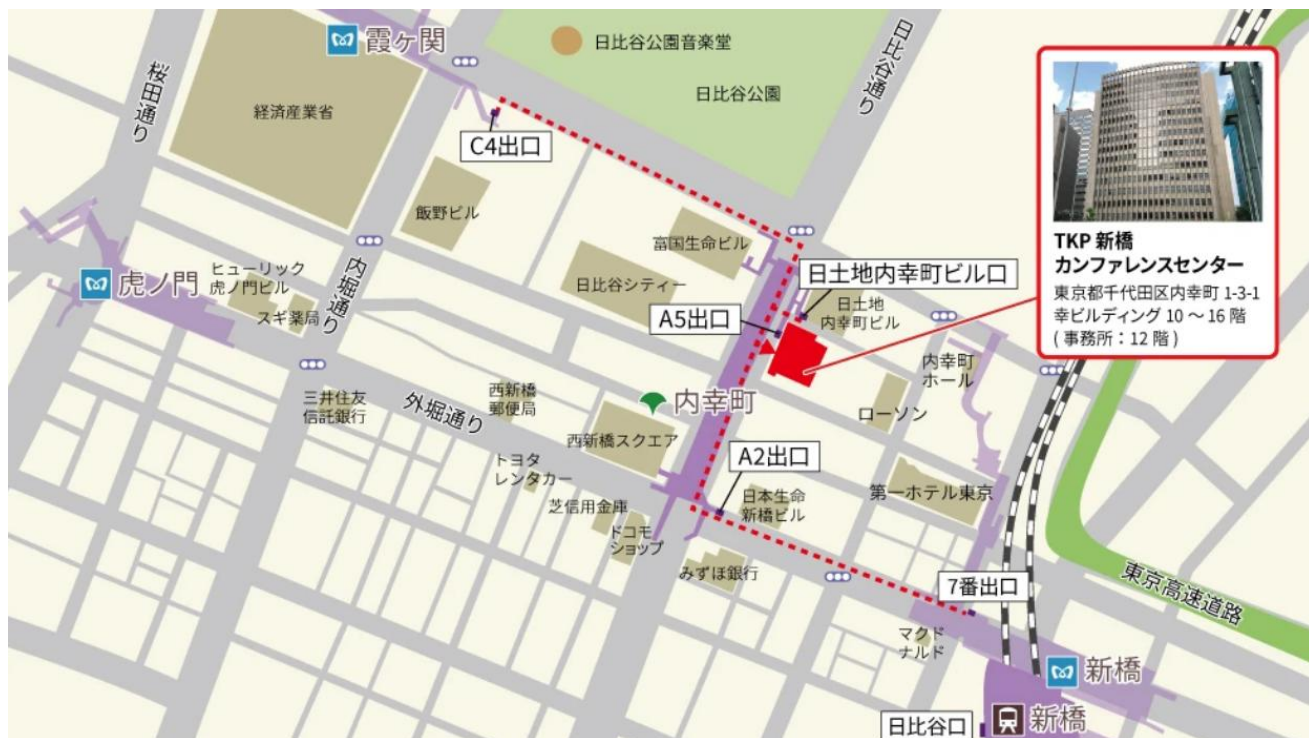 霞ヶ関
日比谷公園音楽堂
日比谷通り
日比谷公園
桜田通り
経済産業省
C4出口
飯野ビル
富国生命ビル
TKP 新橋
カンファレンスセンター
東京都千代田区内幸町 1-3-1
幸ビルディング 10 ～ 16 階
( 事務所：12 階 )
虎ノ門
ヒューリック
虎ノ門ビル
スギ薬局
内堀通り
日比谷シティー
日土地内幸町ビル口
A5出口
日土地
内幸町ビル
内幸町
ホール
三井住友
信託銀行
外堀通り
西新橋
郵便局
内幸町
ローソン
西新橋スクエア
A2出口
トヨタ
レンタカー
芝信用金庫
ドコモ
ショップ
日本生命
新橋ビル
第一ホテル東京
みずほ銀行
7番出口
東京高速道路
マクド
ナルド
新橋
日比谷口
新橋